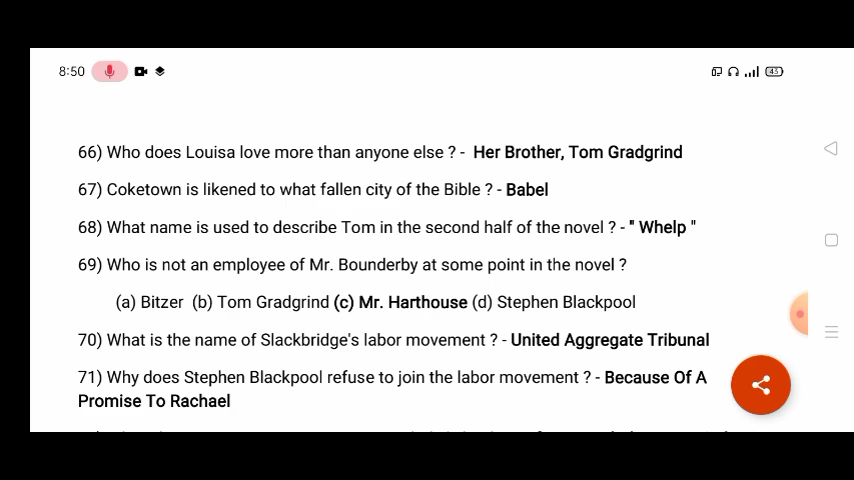 8:50
43
66) Who does Louisa love more than anyone else ? - Her Brother, Tom Gradgrind
67) Coketown is likened to what fallen city of the Bible ? - Babel
68) What name is used to describe Tom in the second half of the novel ? - " Whelp "
69) Who is not an employee of Mr. Bounderby at some point in the novel ?
(a) Bitzer (b) Tom Gradgrind (c) Mr. Harthouse (d) Stephen Blackpool
70) What is the name of Slackbridge's labor movement ? - United Aggregate Tribunal
71) Why does Stephen Blackpool refuse to join the labor movement ? - Because Of A
Promise To Rachael